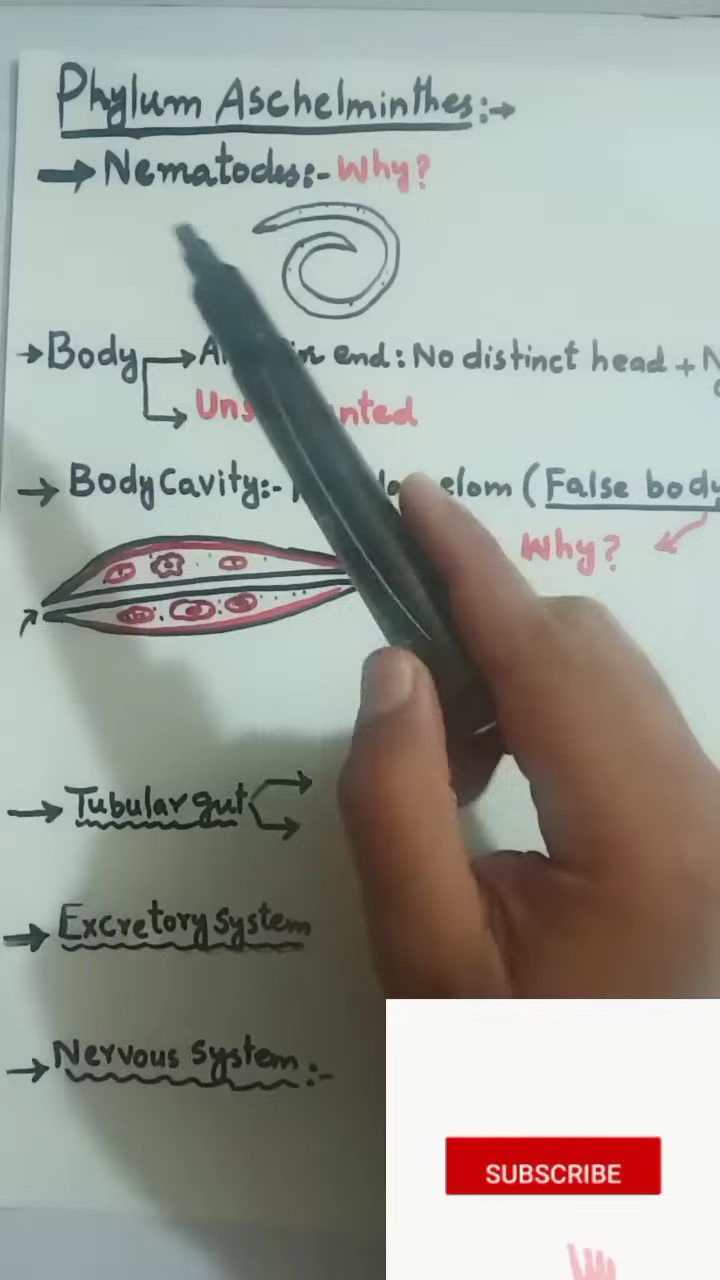 Phylum Aschelminthes:→
→ Nematodes:- Why?
→ Body → end: No distinct head +
→
→ Body Cavity:- (False body
Why?
→ Tubular gut
→ Excretory system
→ Nervous system:-
SUBSCRIBE